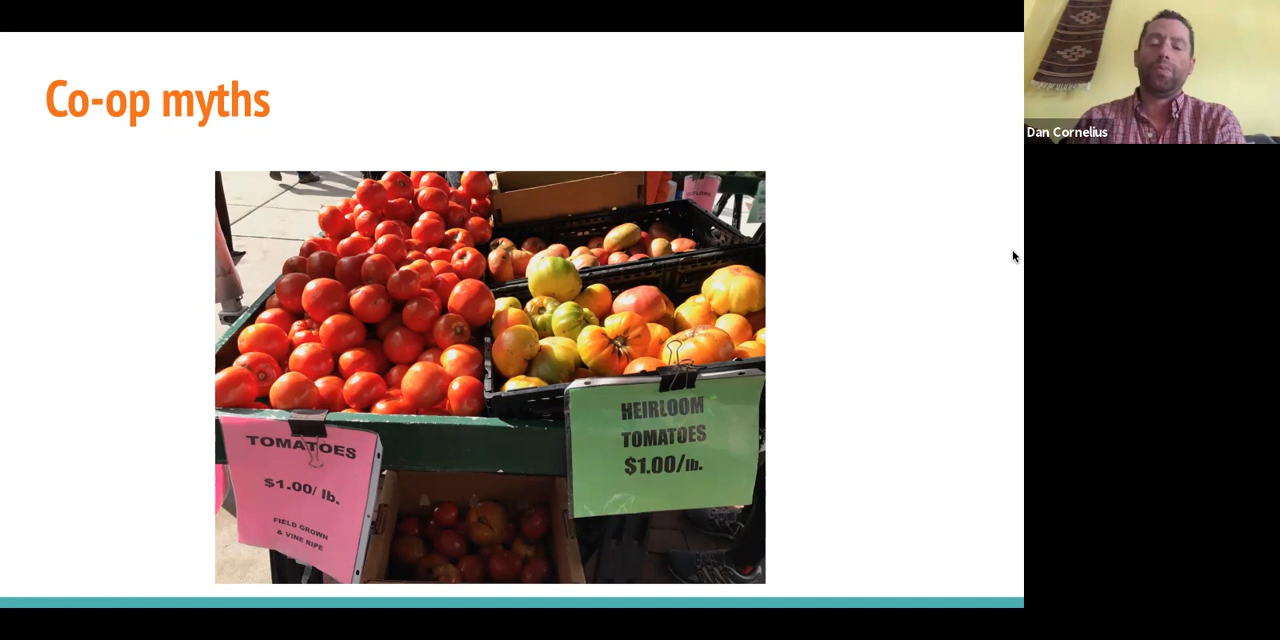 Co-op myths
Dan Cornelius
TOMATOES
$1.00/ lb.
FIELD GROWN
& VINE RIPE
HEIRLOOM
TOMATOES
$1.00/lb.